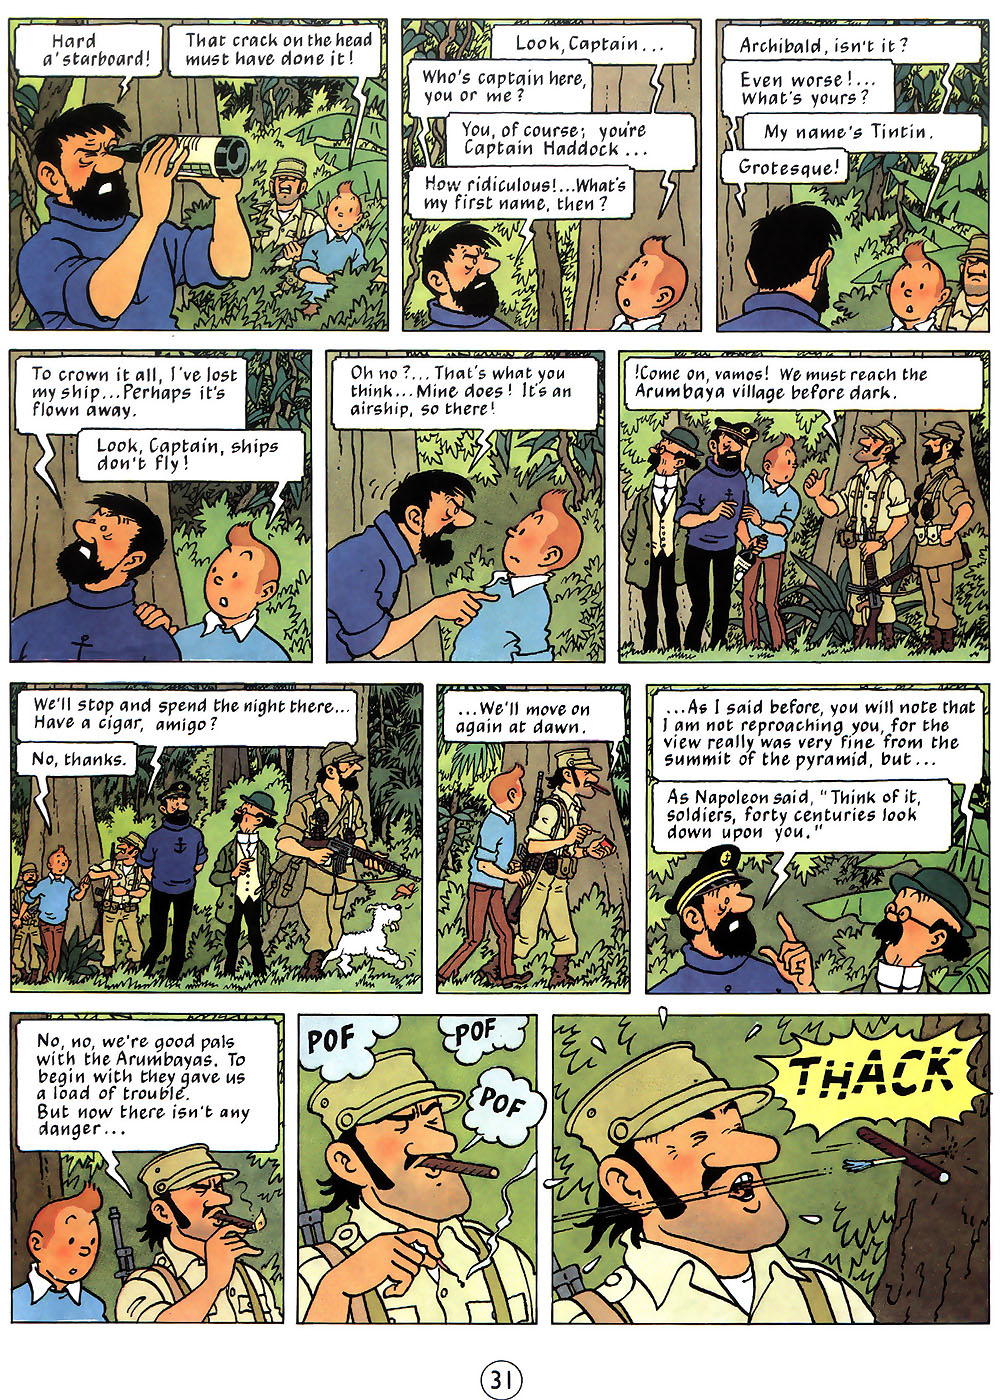 Hard
a' starboard!
That crack on the head
must have done it!
Look, Captain...
Who's captain here,
you or me?
You, of course; you're
Captain Haddock...
How ridiculous!...What's
my first name, then?
Archibald, isn't it?
Even worse!...
What's yours?
My name's Tintin.
Grotesque!
To crown it all, I've lost
my ship...Perhaps it's
flown away.
Look, Captain, ships
don't fly!
Oh no?... That's what you
think... Mine does! It's an
airship, so there!
!Come on, vamos! We must reach the
Arumbaya village before dark.
We'll stop and spend the night there...
Have a cigar, amigo?
No, thanks.
...We'll move on
again at dawn.
...As I said before, you will note that
I am not reproaching you, for the
view really was very fine from the
summit of the pyramid, but...
As Napoleon said, "Think of it,
soldiers, forty centuries look
down upon you."
No, no, we're good pals
with the Arumbayas. To
begin with they gave us
a load of trouble.
But now there isn't any
danger...
POF
POF
POF
THACK
31